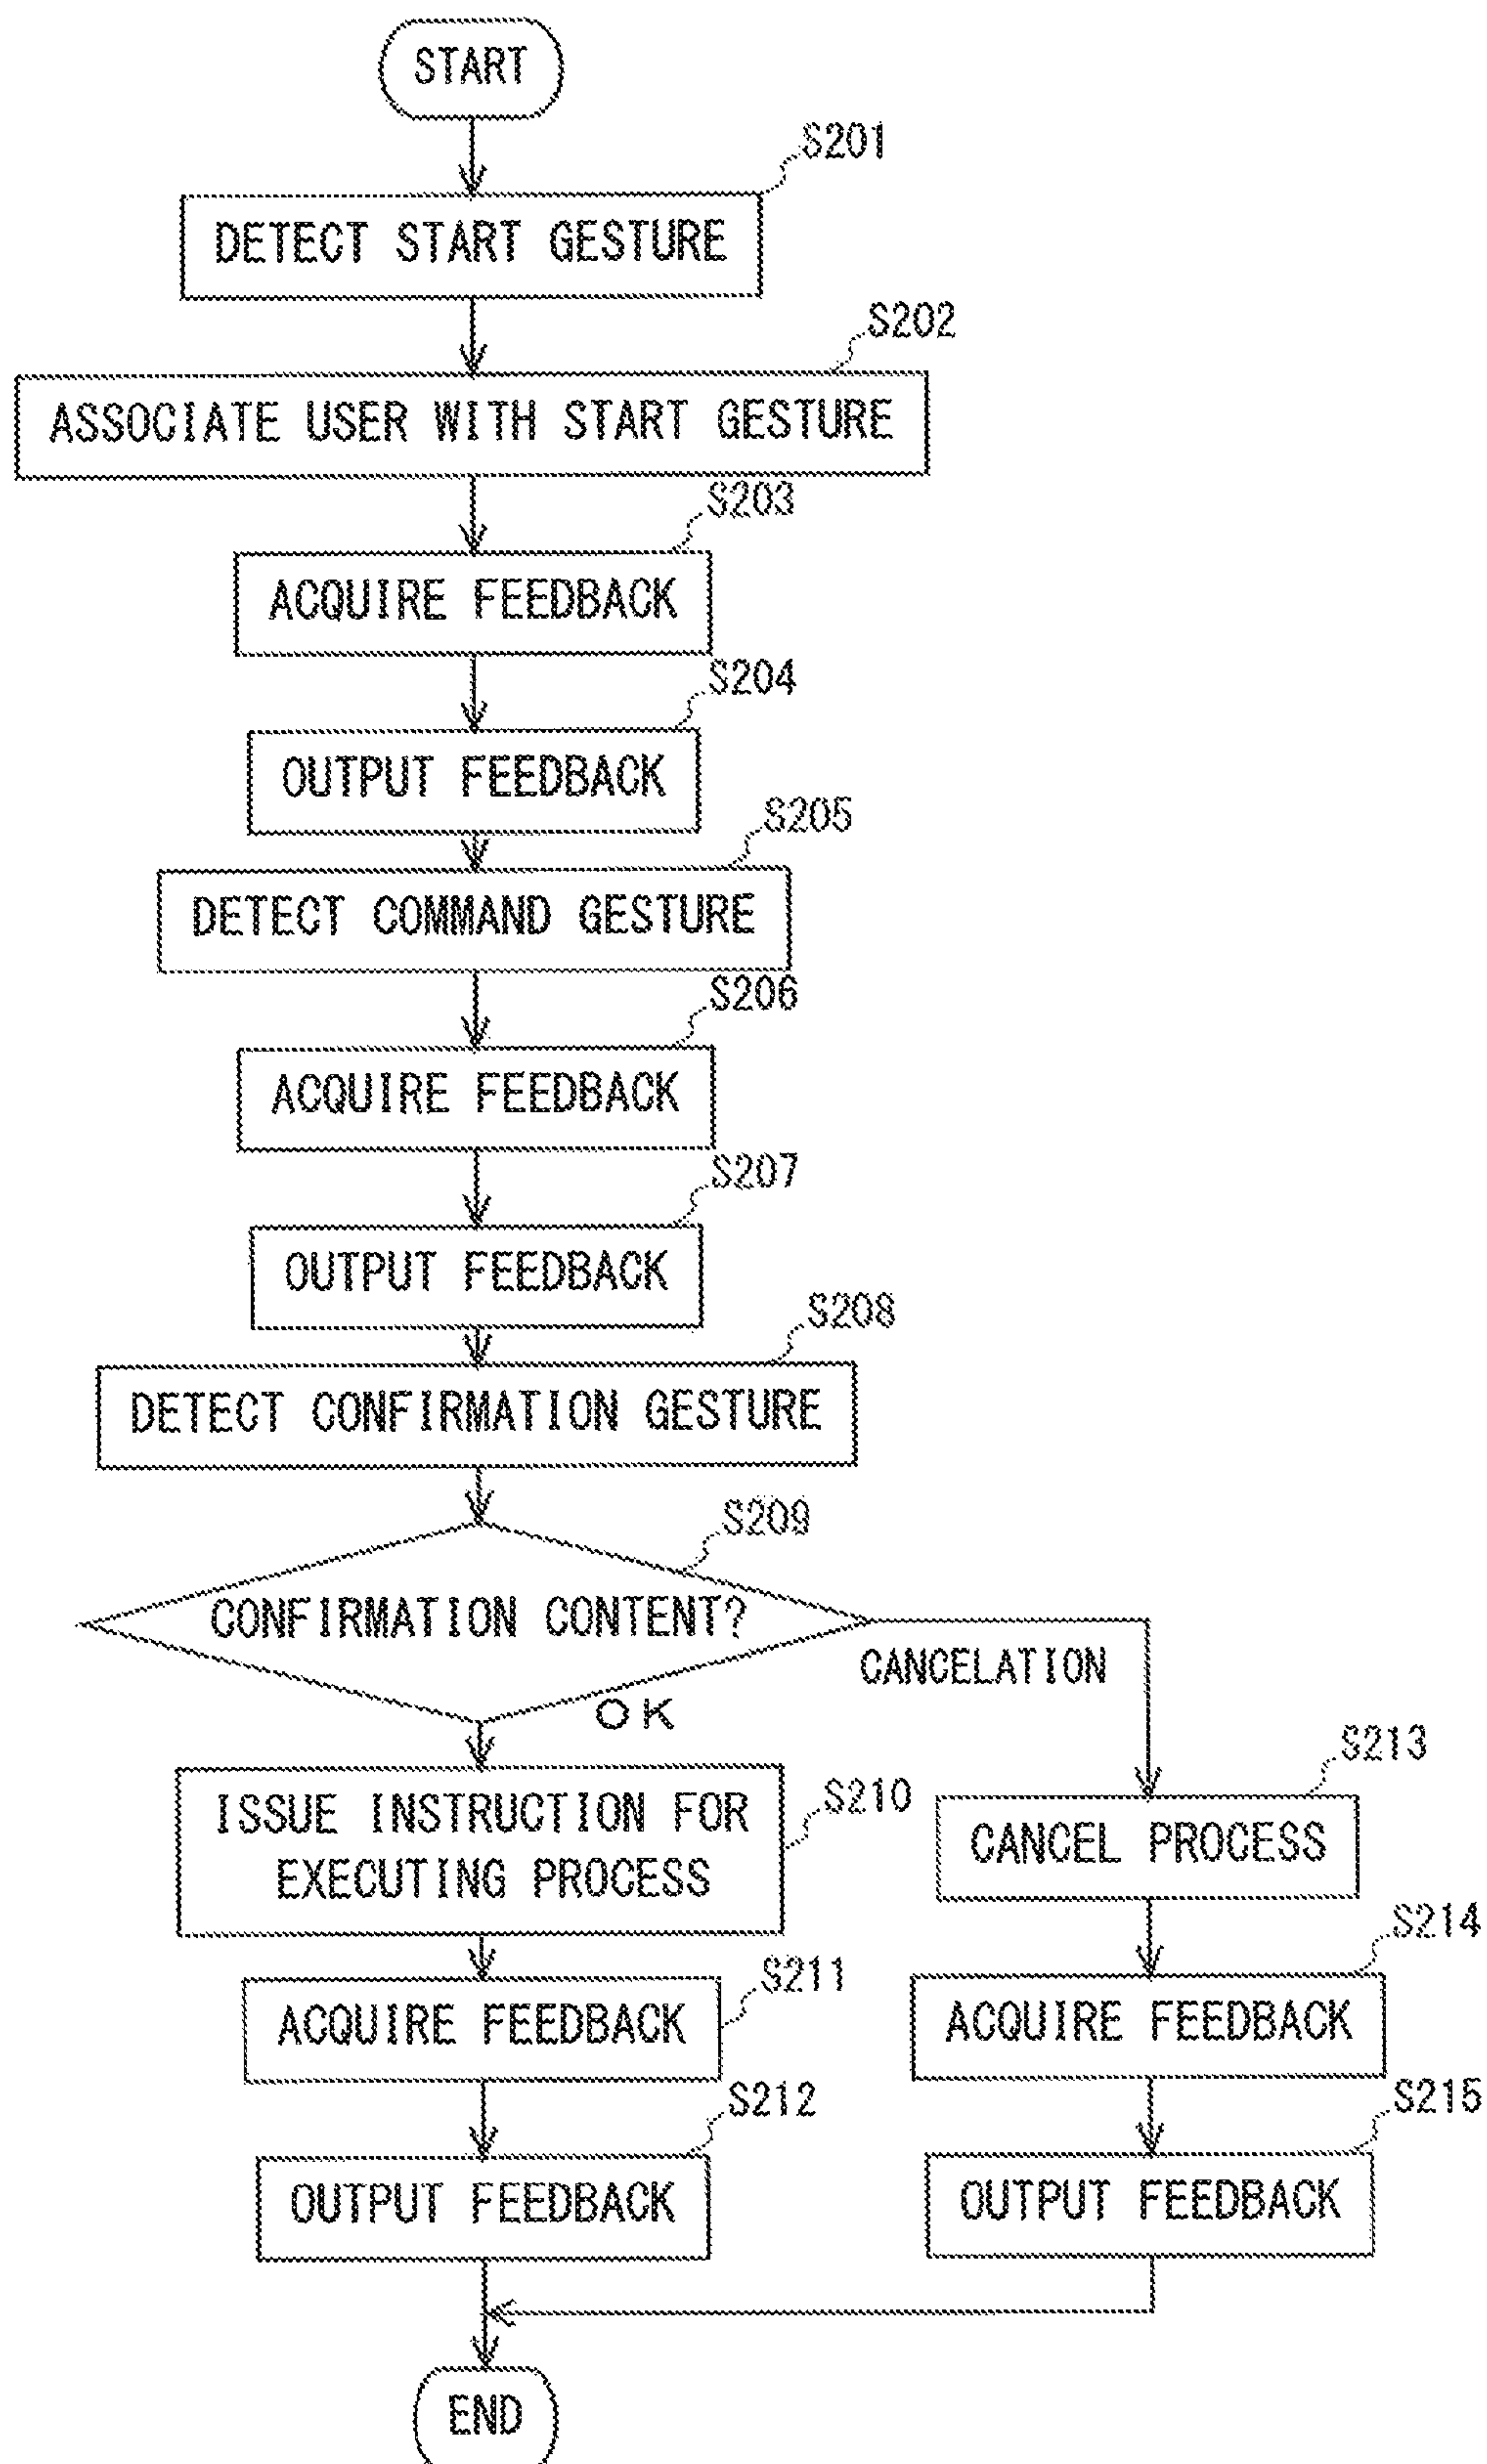 START
S201
DETECT START GESTURE
S202
ASSOCIATE USER WITH START GESTURE
S203
ACQUIRE FEEDBACK
S204
OUTPUT FEEDBACK
S205
DETECT COMMAND GESTURE
S206
ACQUIRE FEEDBACK
S207
OUTPUT FEEDBACK
S208
DETECT CONFIRMATION GESTURE
S209
CONFIRMATION CONTENT?
CANCELATION
OK
S210
ISSUE INSTRUCTION FOR
EXECUTING PROCESS
S211
ACQUIRE FEEDBACK
S212
OUTPUT FEEDBACK
S213
CANCEL PROCESS
S214
ACQUIRE FEEDBACK
S215
OUTPUT FEEDBACK
END